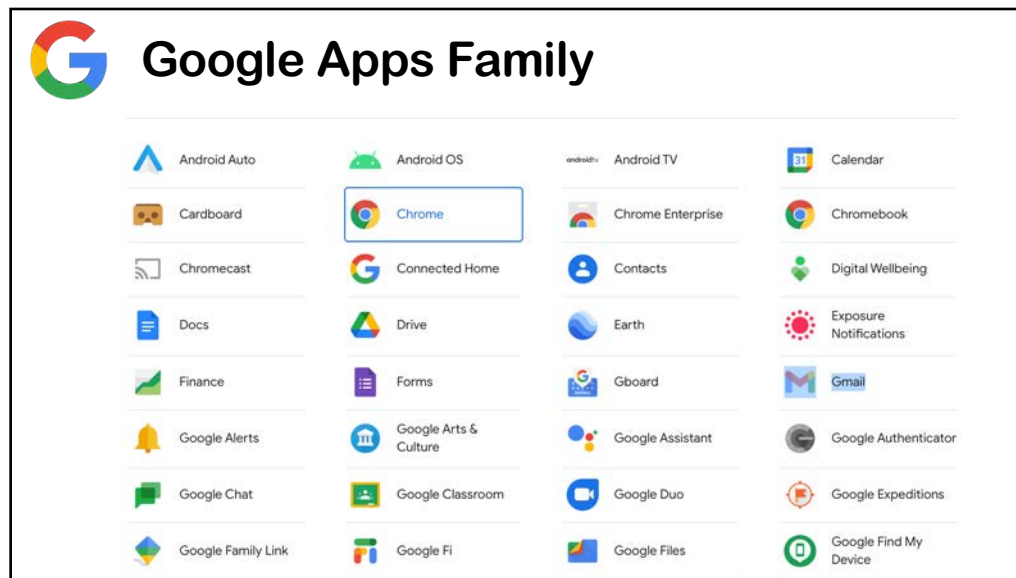 Google Apps Family
Android Auto
Android OS
androidtv
Android TV
31
Calendar
Cardboard
Chrome
Chrome Enterprise
Chromebook
Chromecast
Connected Home
Contacts
Digital Wellbeing
Docs
Drive
Earth
Exposure
Notifications
Finance
Forms
Gboard
Gmail
Google Alerts
Google Arts &
Culture
Google Assistant
Google Authenticator
Google Chat
Google Classroom
Google Duo
Google Expeditions
Google Family Link
Google Fi
Google Files
Google Find My
Device